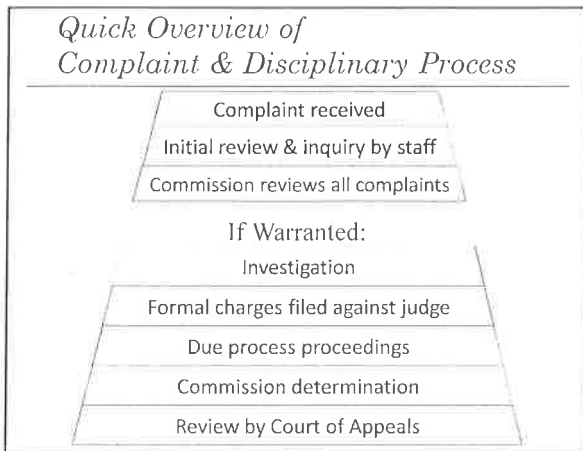 Quick Overview of
Complaint & Disciplinary Process
Complaint received
Initial review & inquiry by staff
Commission reviews all complaints
If Warranted:
Investigation
Formal charges filed against judge
Due process proceedings
Commission determination
Review by Court of Appeals